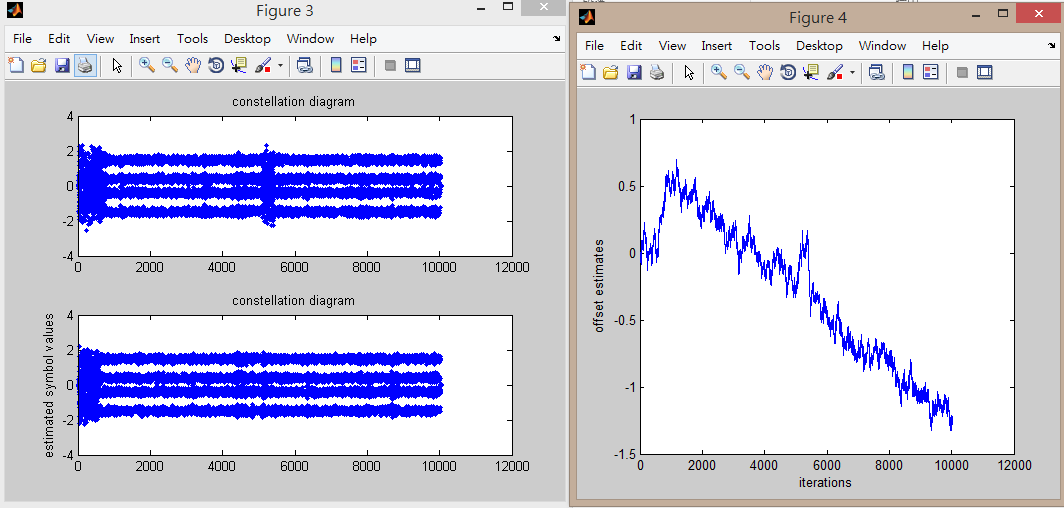 Figure 3
File Edit View Insert Tools Desktop Window Help
constellation diagram
4
2
0
-2
-4
0 2000 4000 6000 8000 10000 12000
constellation diagram
estimated symbol values
4
2
0
-2
-4
0 2000 4000 6000 8000 10000 12000
Figure 4
File Edit View Insert Tools Desktop Window Help
offset estimates
1
0.5
0
-0.5
-1
-1.5
0 2000 4000 6000 8000 10000 12000
iterations